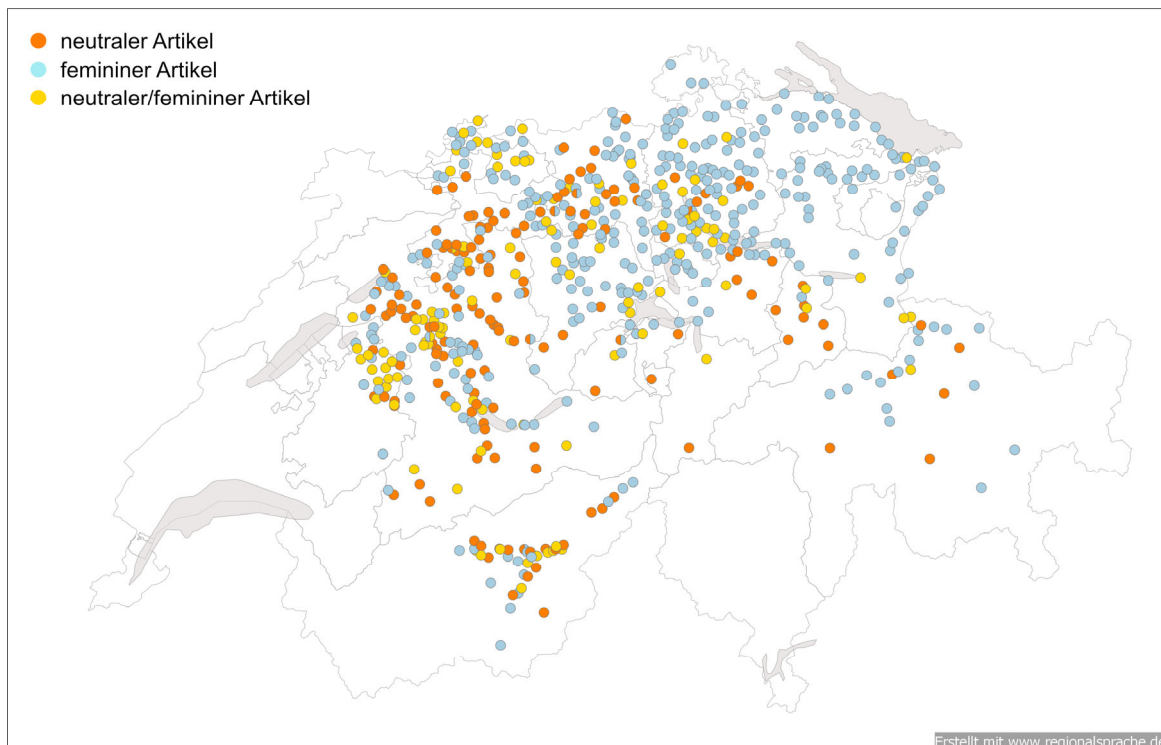 neutraler Artikel
femininer Artikel
neutraler/femininer Artikel
Erstellt mit www.regionalsprache.de